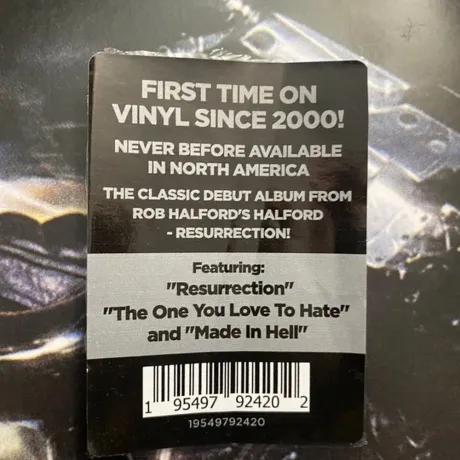 FIRST TIME ON
VINYL SINCE 2000!
NEVER BEFORE AVAILABLE
IN NORTH AMERICA
THE CLASSIC DEBUT ALBUM FROM
ROB HALFORD'S HALFORD
- RESURRECTION!
Featuring:
"Resurrection"
"The One You Love To Hate"
and "Made In Hell"
1 95497 92420 2
19549792420